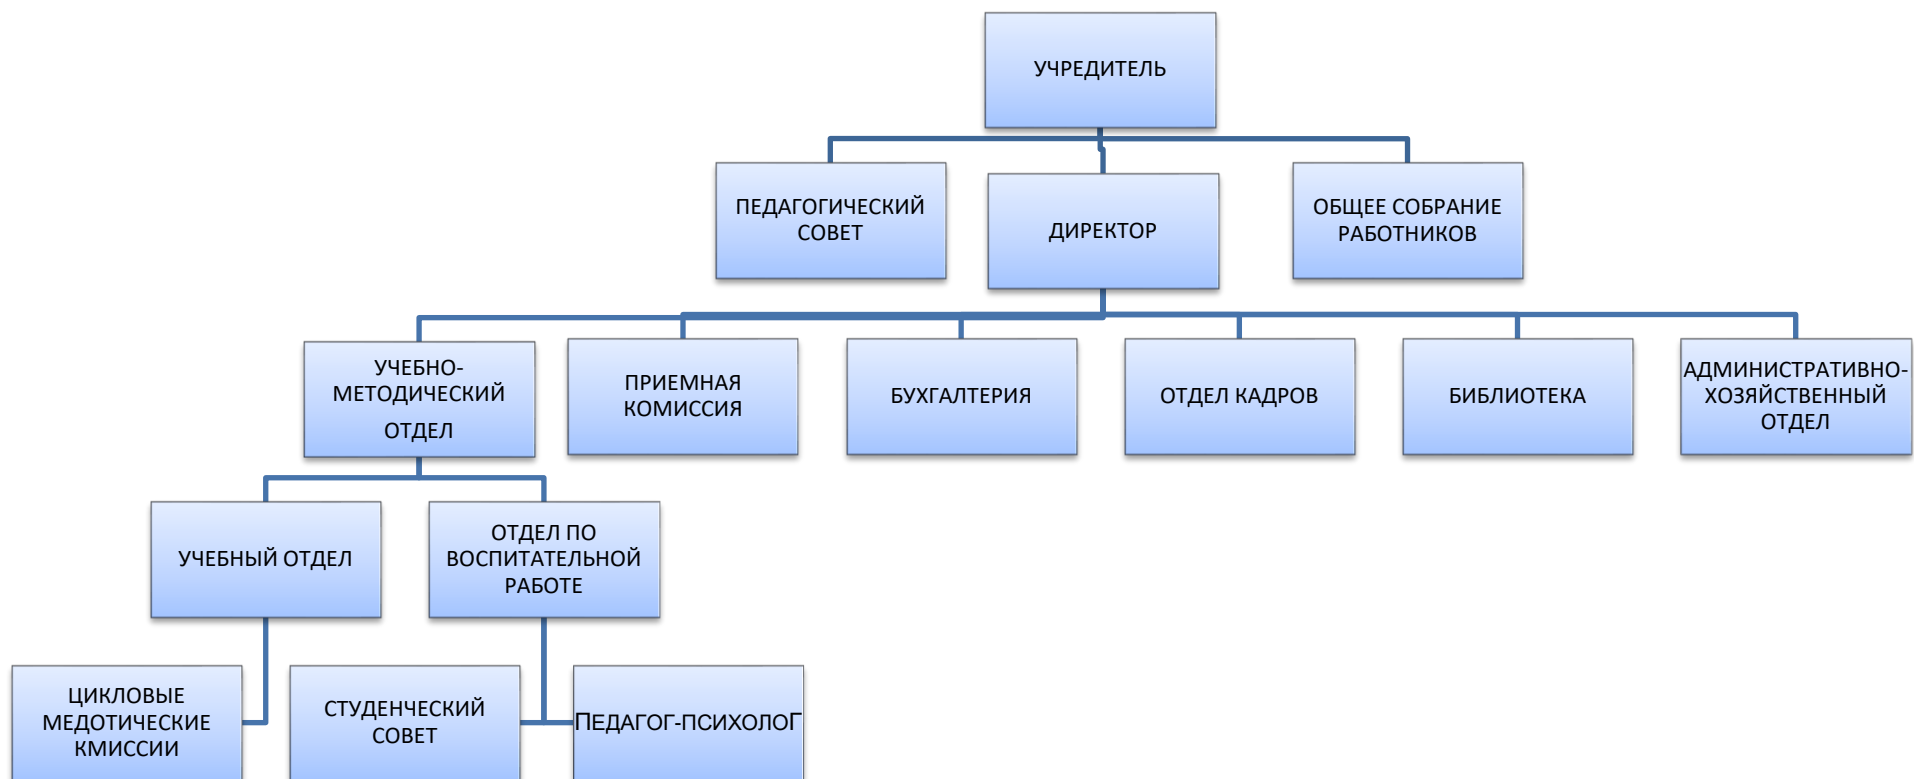 УЧРЕДИТЕЛЬ
ПЕДАГОГИЧЕСКИЙ
СОВЕТ
ДИРЕКТОР
ОБЩЕЕ СОБРАНИЕ
РАБОТНИКОВ
УЧЕБНО-
МЕТОДИЧЕСКИЙ
ОТДЕЛ
ПРИЕМНАЯ
КОМИССИЯ
БУХГАЛТЕРИЯ
ОТДЕЛ КАДРОВ
БИБЛИОТЕКА
АДМИНИСТРАТИВНО-
ХОЗЯЙСТВЕННЫЙ
ОТДЕЛ
УЧЕБНЫЙ ОТДЕЛ
ОТДЕЛ ПО
ВОСПИТАТЕЛЬНОЙ
РАБОТЕ
ЦИКЛОВЫЕ
МЕДОТИЧЕСКИЕ
КМИССИИ
СТУДЕНЧЕСКИЙ
СОВЕТ
ПЕДАГОГ-ПСИХОЛОГ